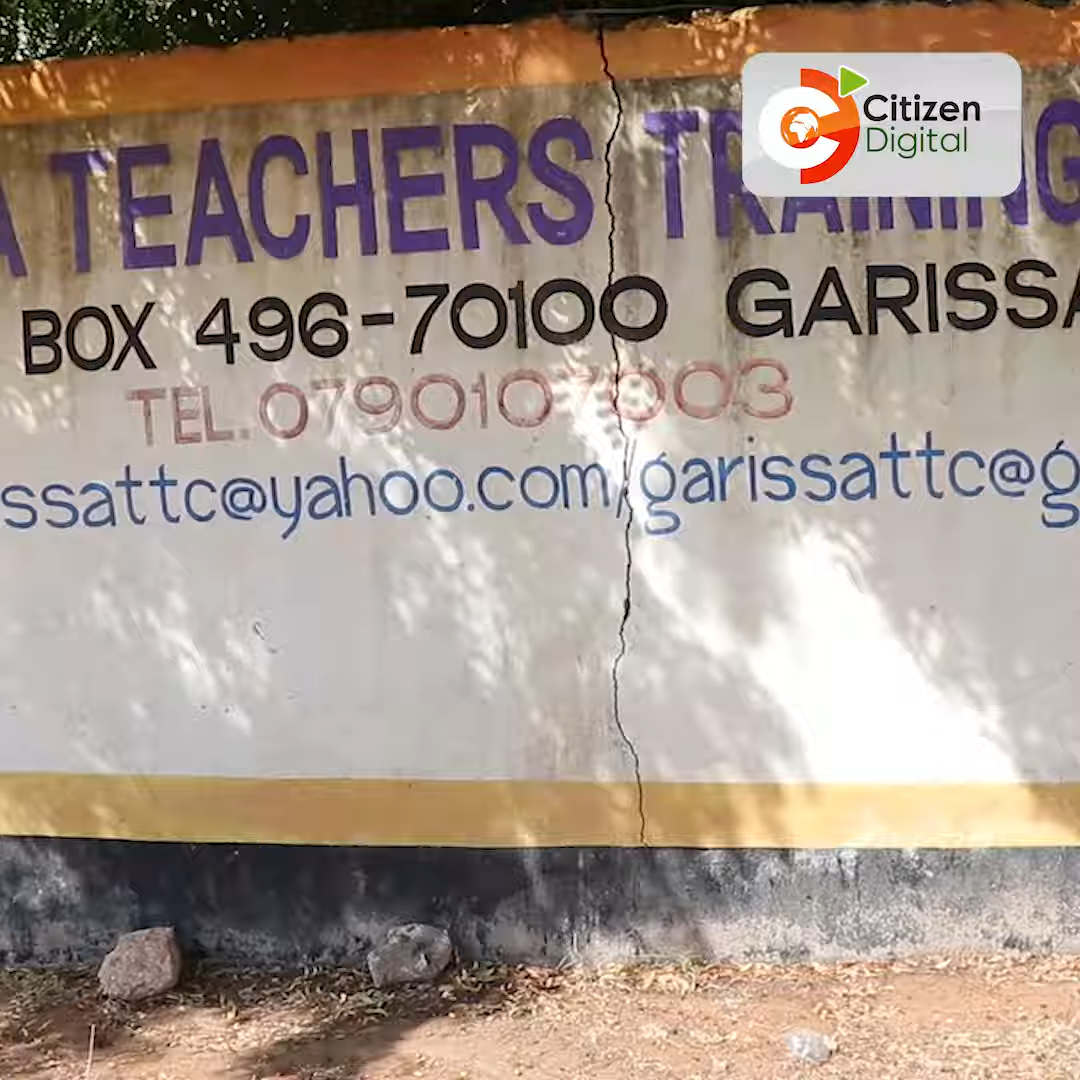 A TEACHERS TRAINING
BOX 496-70100 GARISSA
TEL. 0790107003
ssattc@yahoo.com/garissattc@g
Citizen
Digital